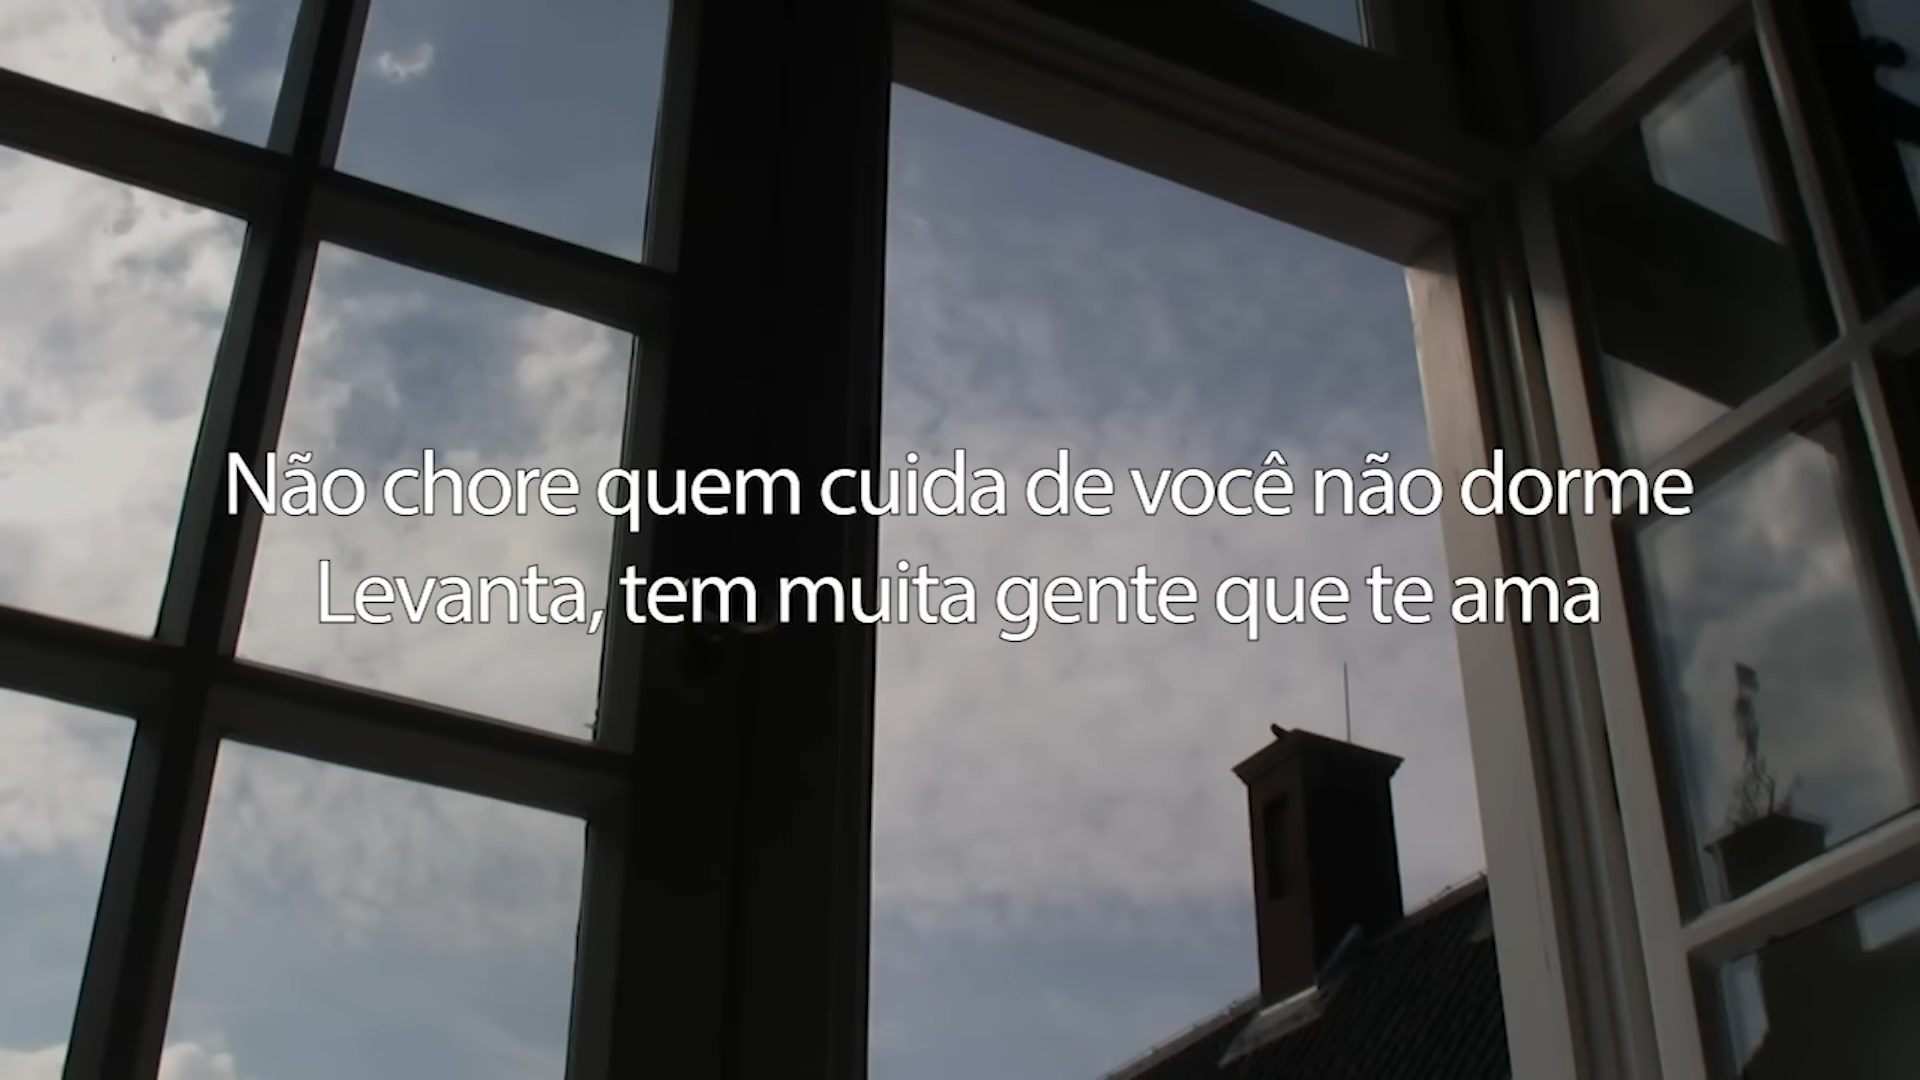 Não chore quem cuida de você não dorme
Levanta, tem muita gente que te ama